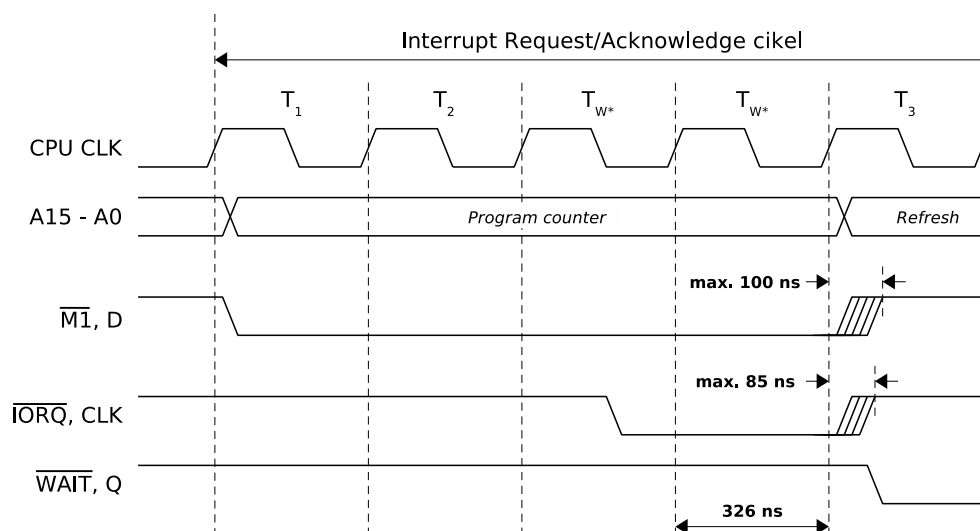 Interrupt Request/Acknowledge cikel
T1 T2 TW* TW* T3
CPU CLK
A15 - A0 Program counter Refresh
max. 100 ns
M1, D
max. 85 ns
IORQ, CLK
WAIT, Q
326 ns